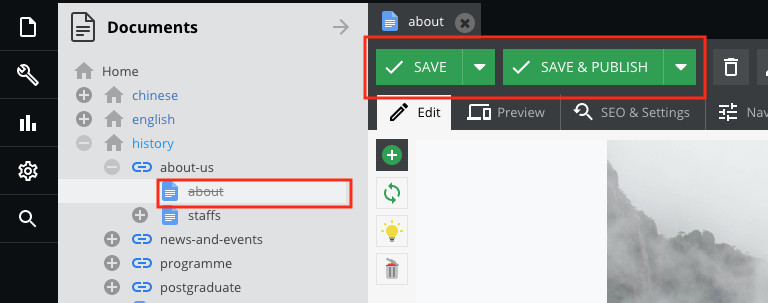 Documents
Home
chinese
english
history
about-us
about
staffs
news-and-events
programme
postgraduate
about
SAVE
SAVE & PUBLISH
Edit
Preview
SEO & Settings
Nav